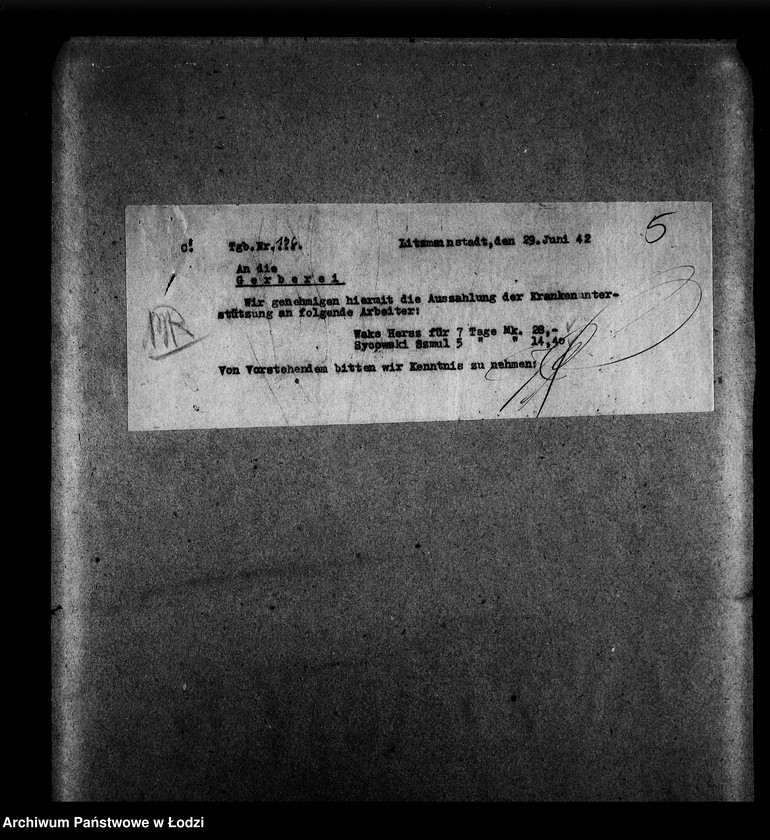 5
C! Tgb.Nr. Litzmannstadt,den 29.Juni 42
An die
Gerberei
Wir genehmigen hiermit die Auszahlung der Krankenunter-
stützung an folgende Arbeiter:
Waks Hersz für 7 Tage Mk. 28,-
Sycowski Szmul 5 " " 14,40
Von Vorstehendem bitten wir Kenntnis zu nehmen:
Archiwum Państwowe w Łodzi